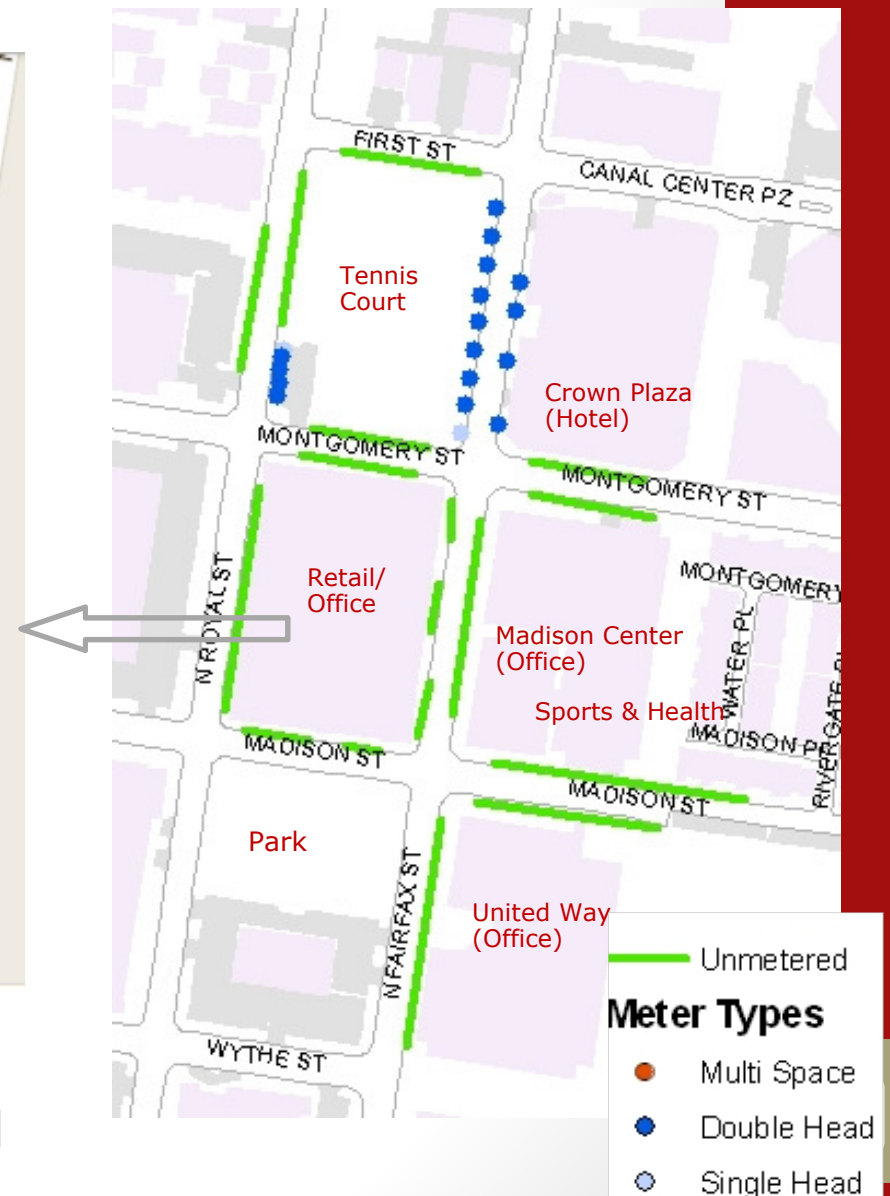 FIRST ST
CANAL CENTER PZ
Tennis
Court
Crown Plaza
(Hotel)
MONTGOMERY ST
MONTGOMERY ST
Retail/
Office
N ROYAL ST
MONTGOMERY
WATER PL
Madison Center
(Office)
Sports & Health
MADISON PL
RIVERGATE PL
MADISON ST
MADISON ST
Park
N FAIRFAX ST
United Way
(Office)
WYTHE ST
Unmetered
Meter Types
Multi Space
Double Head
Single Head